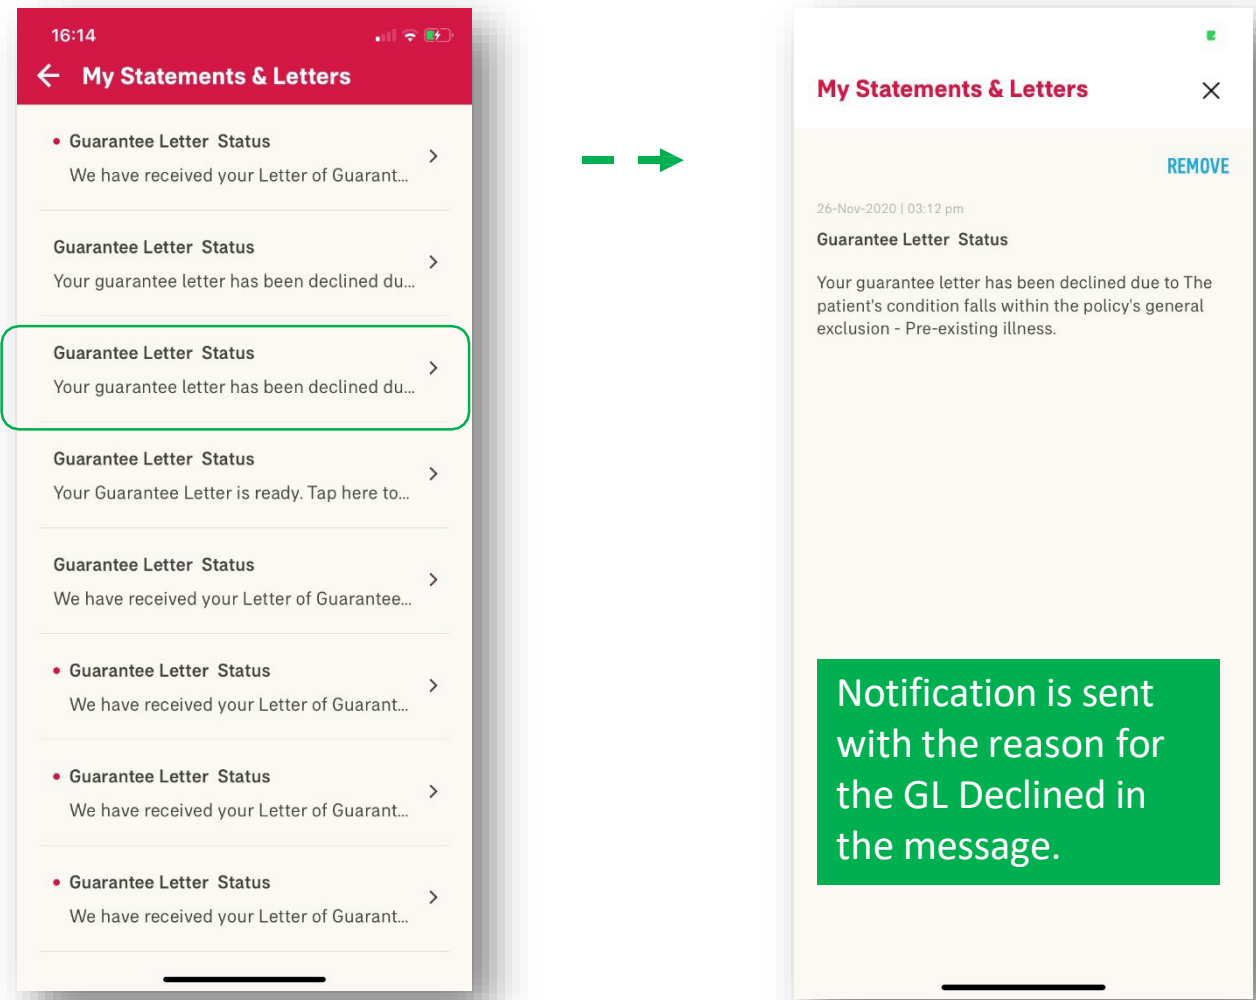 16:14
My Statements & Letters
Guarantee Letter Status
We have received your Letter of Guarant...
Guarantee Letter Status
Your guarantee letter has been declined du...
Guarantee Letter Status
Your guarantee letter has been declined du...
Guarantee Letter Status
Your Guarantee Letter is ready. Tap here to...
Guarantee Letter Status
We have received your Letter of Guarantee...
Guarantee Letter Status
We have received your Letter of Guarant...
Guarantee Letter Status
We have received your Letter of Guarant...
Guarantee Letter Status
We have received your Letter of Guarant...
My Statements & Letters
REMOVE
26-Nov-2020 | 03:12 pm
Guarantee Letter Status
Your guarantee letter has been declined due to The
patient's condition falls within the policy's general
exclusion - Pre-existing illness.
Notification is sent
with the reason for
the GL Declined in
the message.